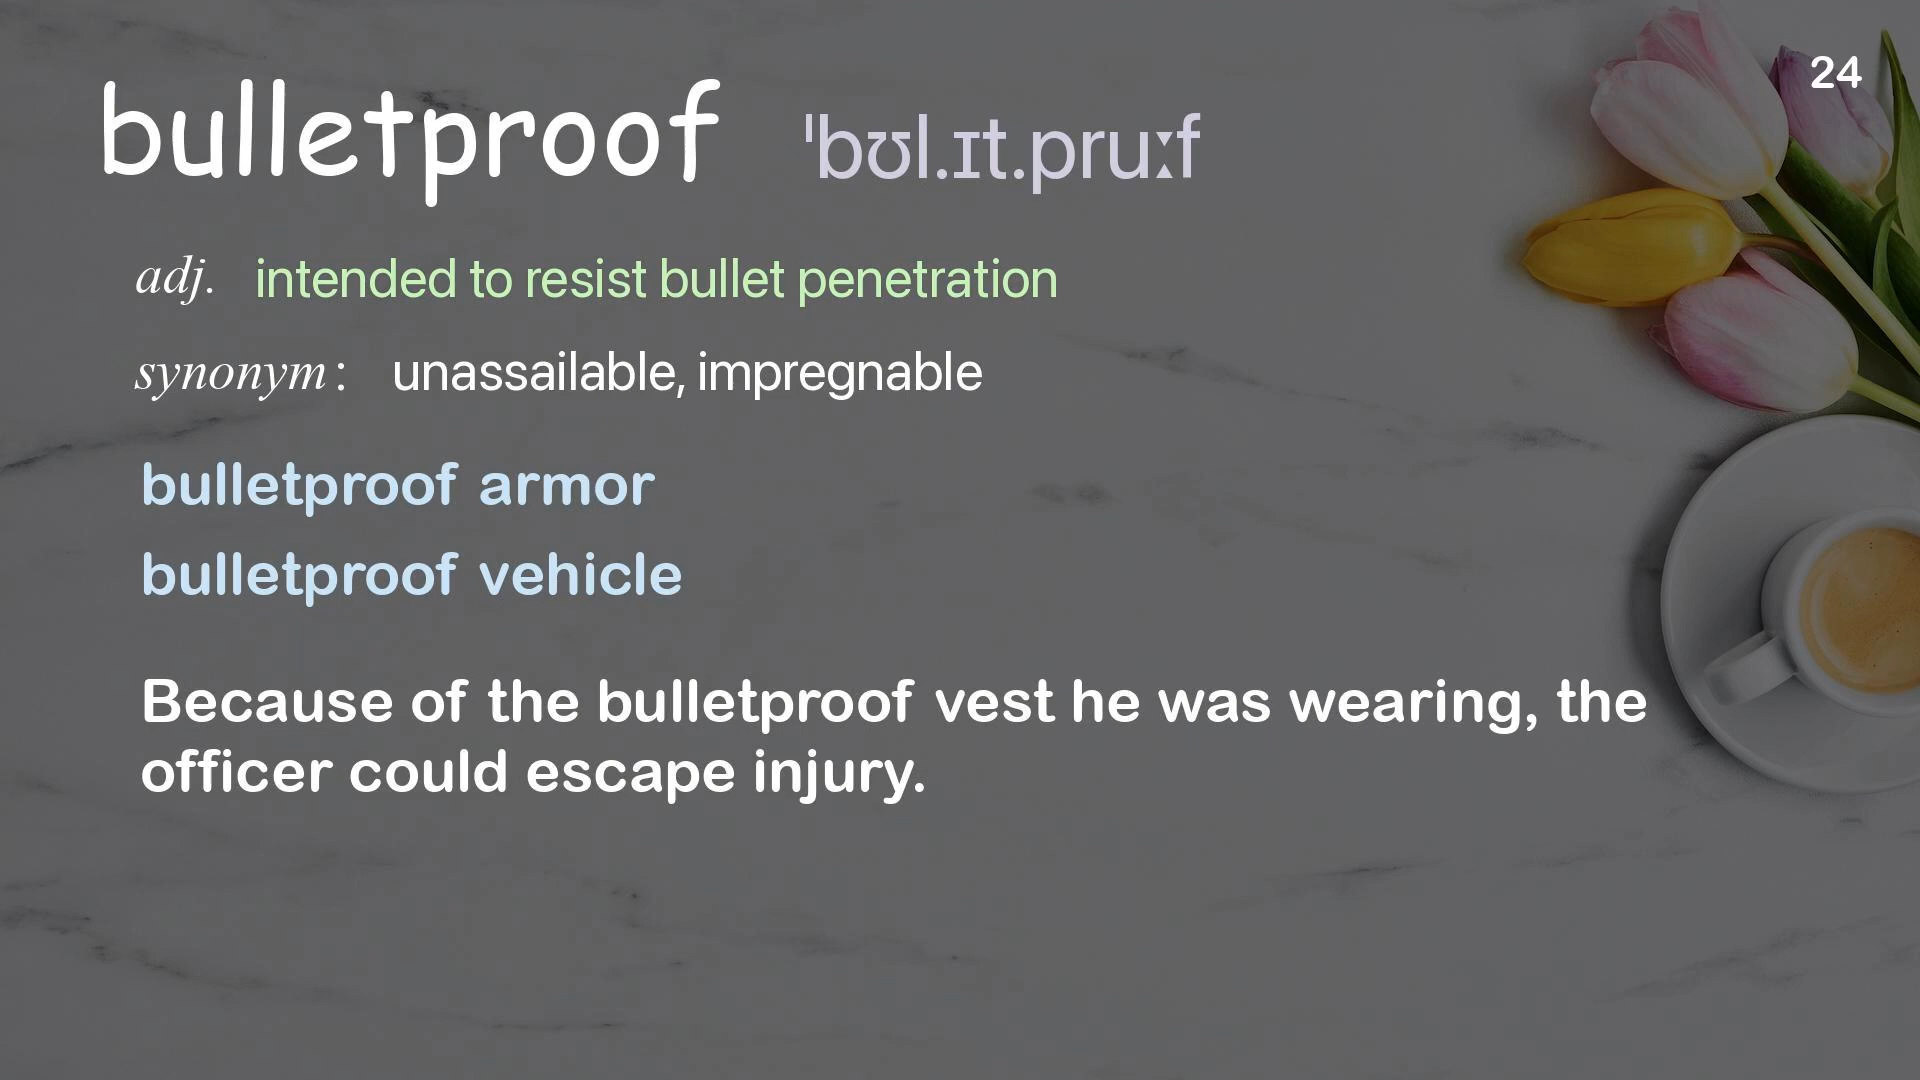 24
bulletproof ˈbʊl.ɪt.pruːf
adj. intended to resist bullet penetration
synonym: unassailable, impregnable
bulletproof armor
bulletproof vehicle
Because of the bulletproof vest he was wearing, the
officer could escape injury.